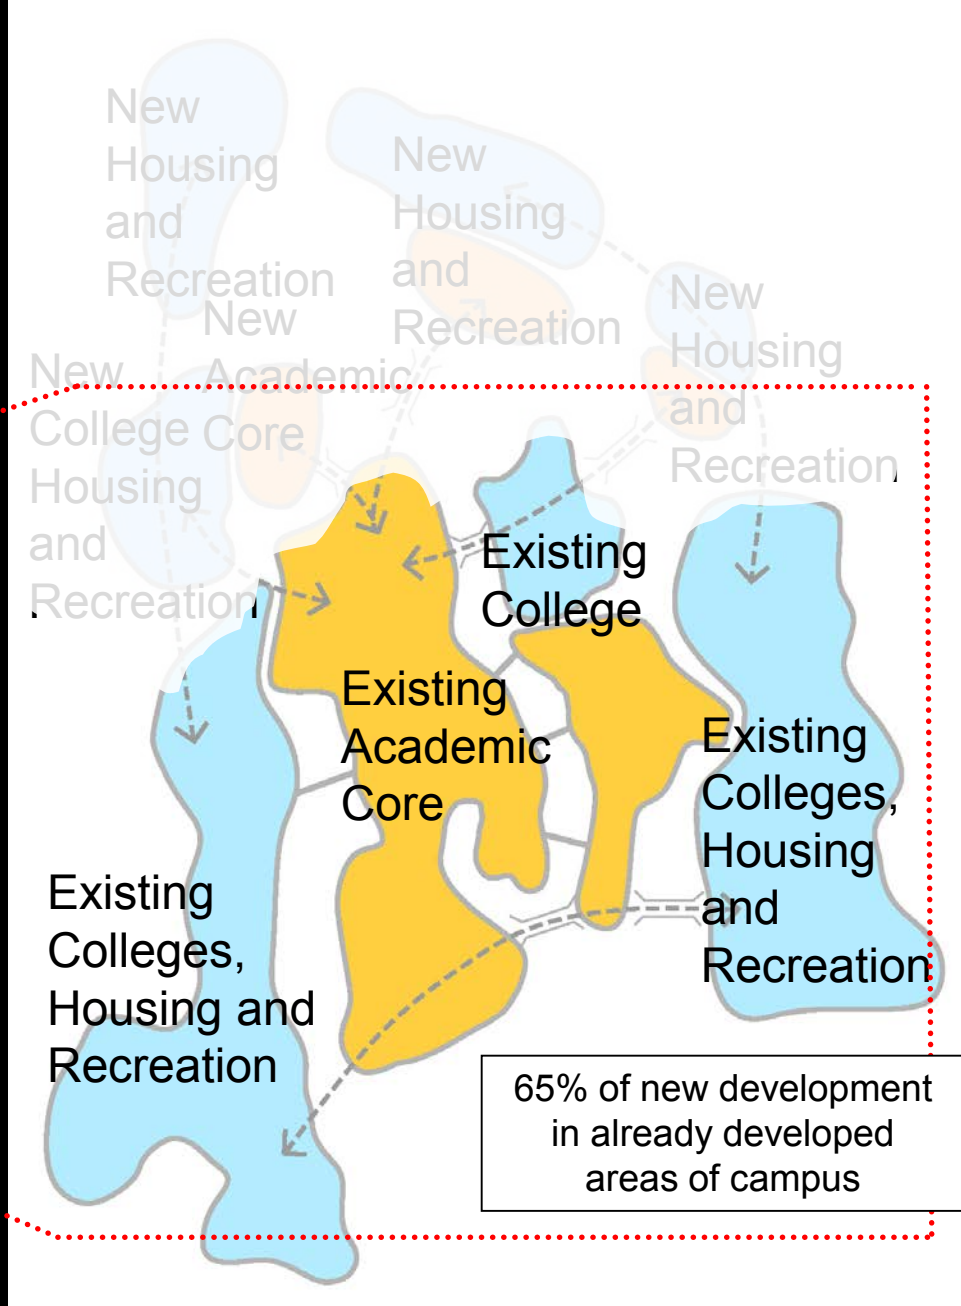 New
Housing
and
Recreation
New
Housing
and
Recreation
New
Housing
and
Recreation
New
Academic
Core
New
College
Housing
and
Recreation
Existing
College
Existing
Academic
Core
Existing
Colleges,
Housing
and
Recreation
Existing
Colleges,
Housing and
Recreation
65% of new development
in already developed
areas of campus